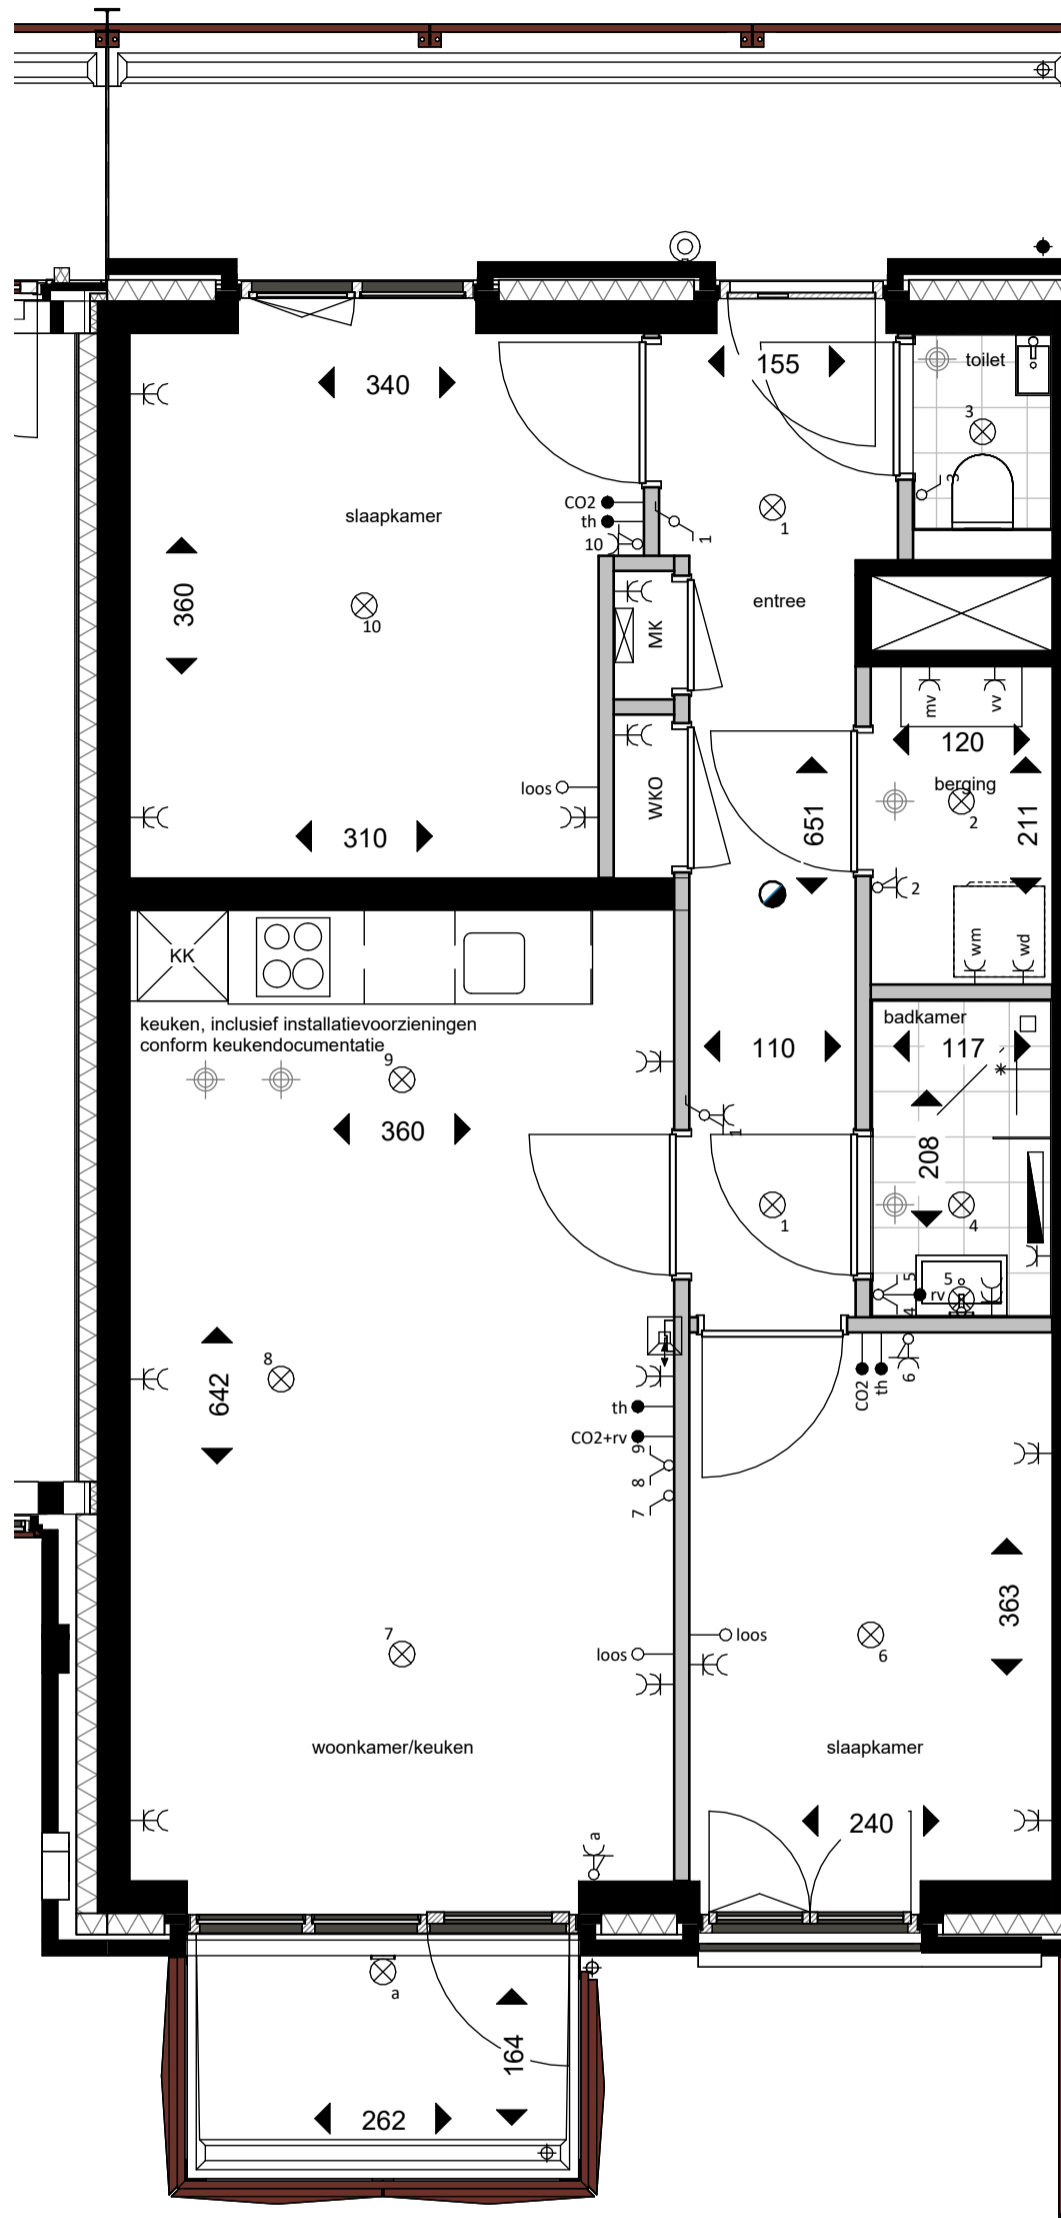 toilet
340
155
3
3
CO2
th
10
1
1
slaapkamer
360
10
MK
entree
mv
vv
120
berging
2
loos
WKO
651
211
310
2
wm
wd
KK
keuken, inclusief installatievoorzieningen
conform keukendocumentatie
badkamer
9
110
117
360
1
208
1
4
5
5
rv
4
8
642
th
CO2+rv
9
8
7
CO2
th
6
363
7
loos
loos
6
woonkamer/keuken
slaapkamer
240
a
a
164
262